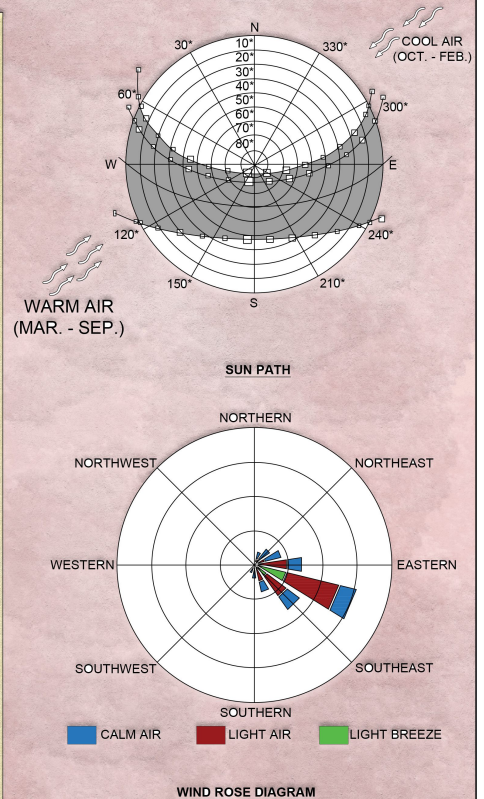 N
30*
330*
10*
20*
30*
40*
50*
60*
70*
80*
COOL AIR
(OCT. - FEB.)
60*
300*
W
E
120*
240*
150*
210*
S
WARM AIR
(MAR. - SEP.)
SUN PATH
NORTHERN
NORTHWEST
NORTHEAST
WESTERN
EASTERN
SOUTHWEST
SOUTHEAST
SOUTHERN
CALM AIR
LIGHT AIR
LIGHT BREEZE
WIND ROSE DIAGRAM